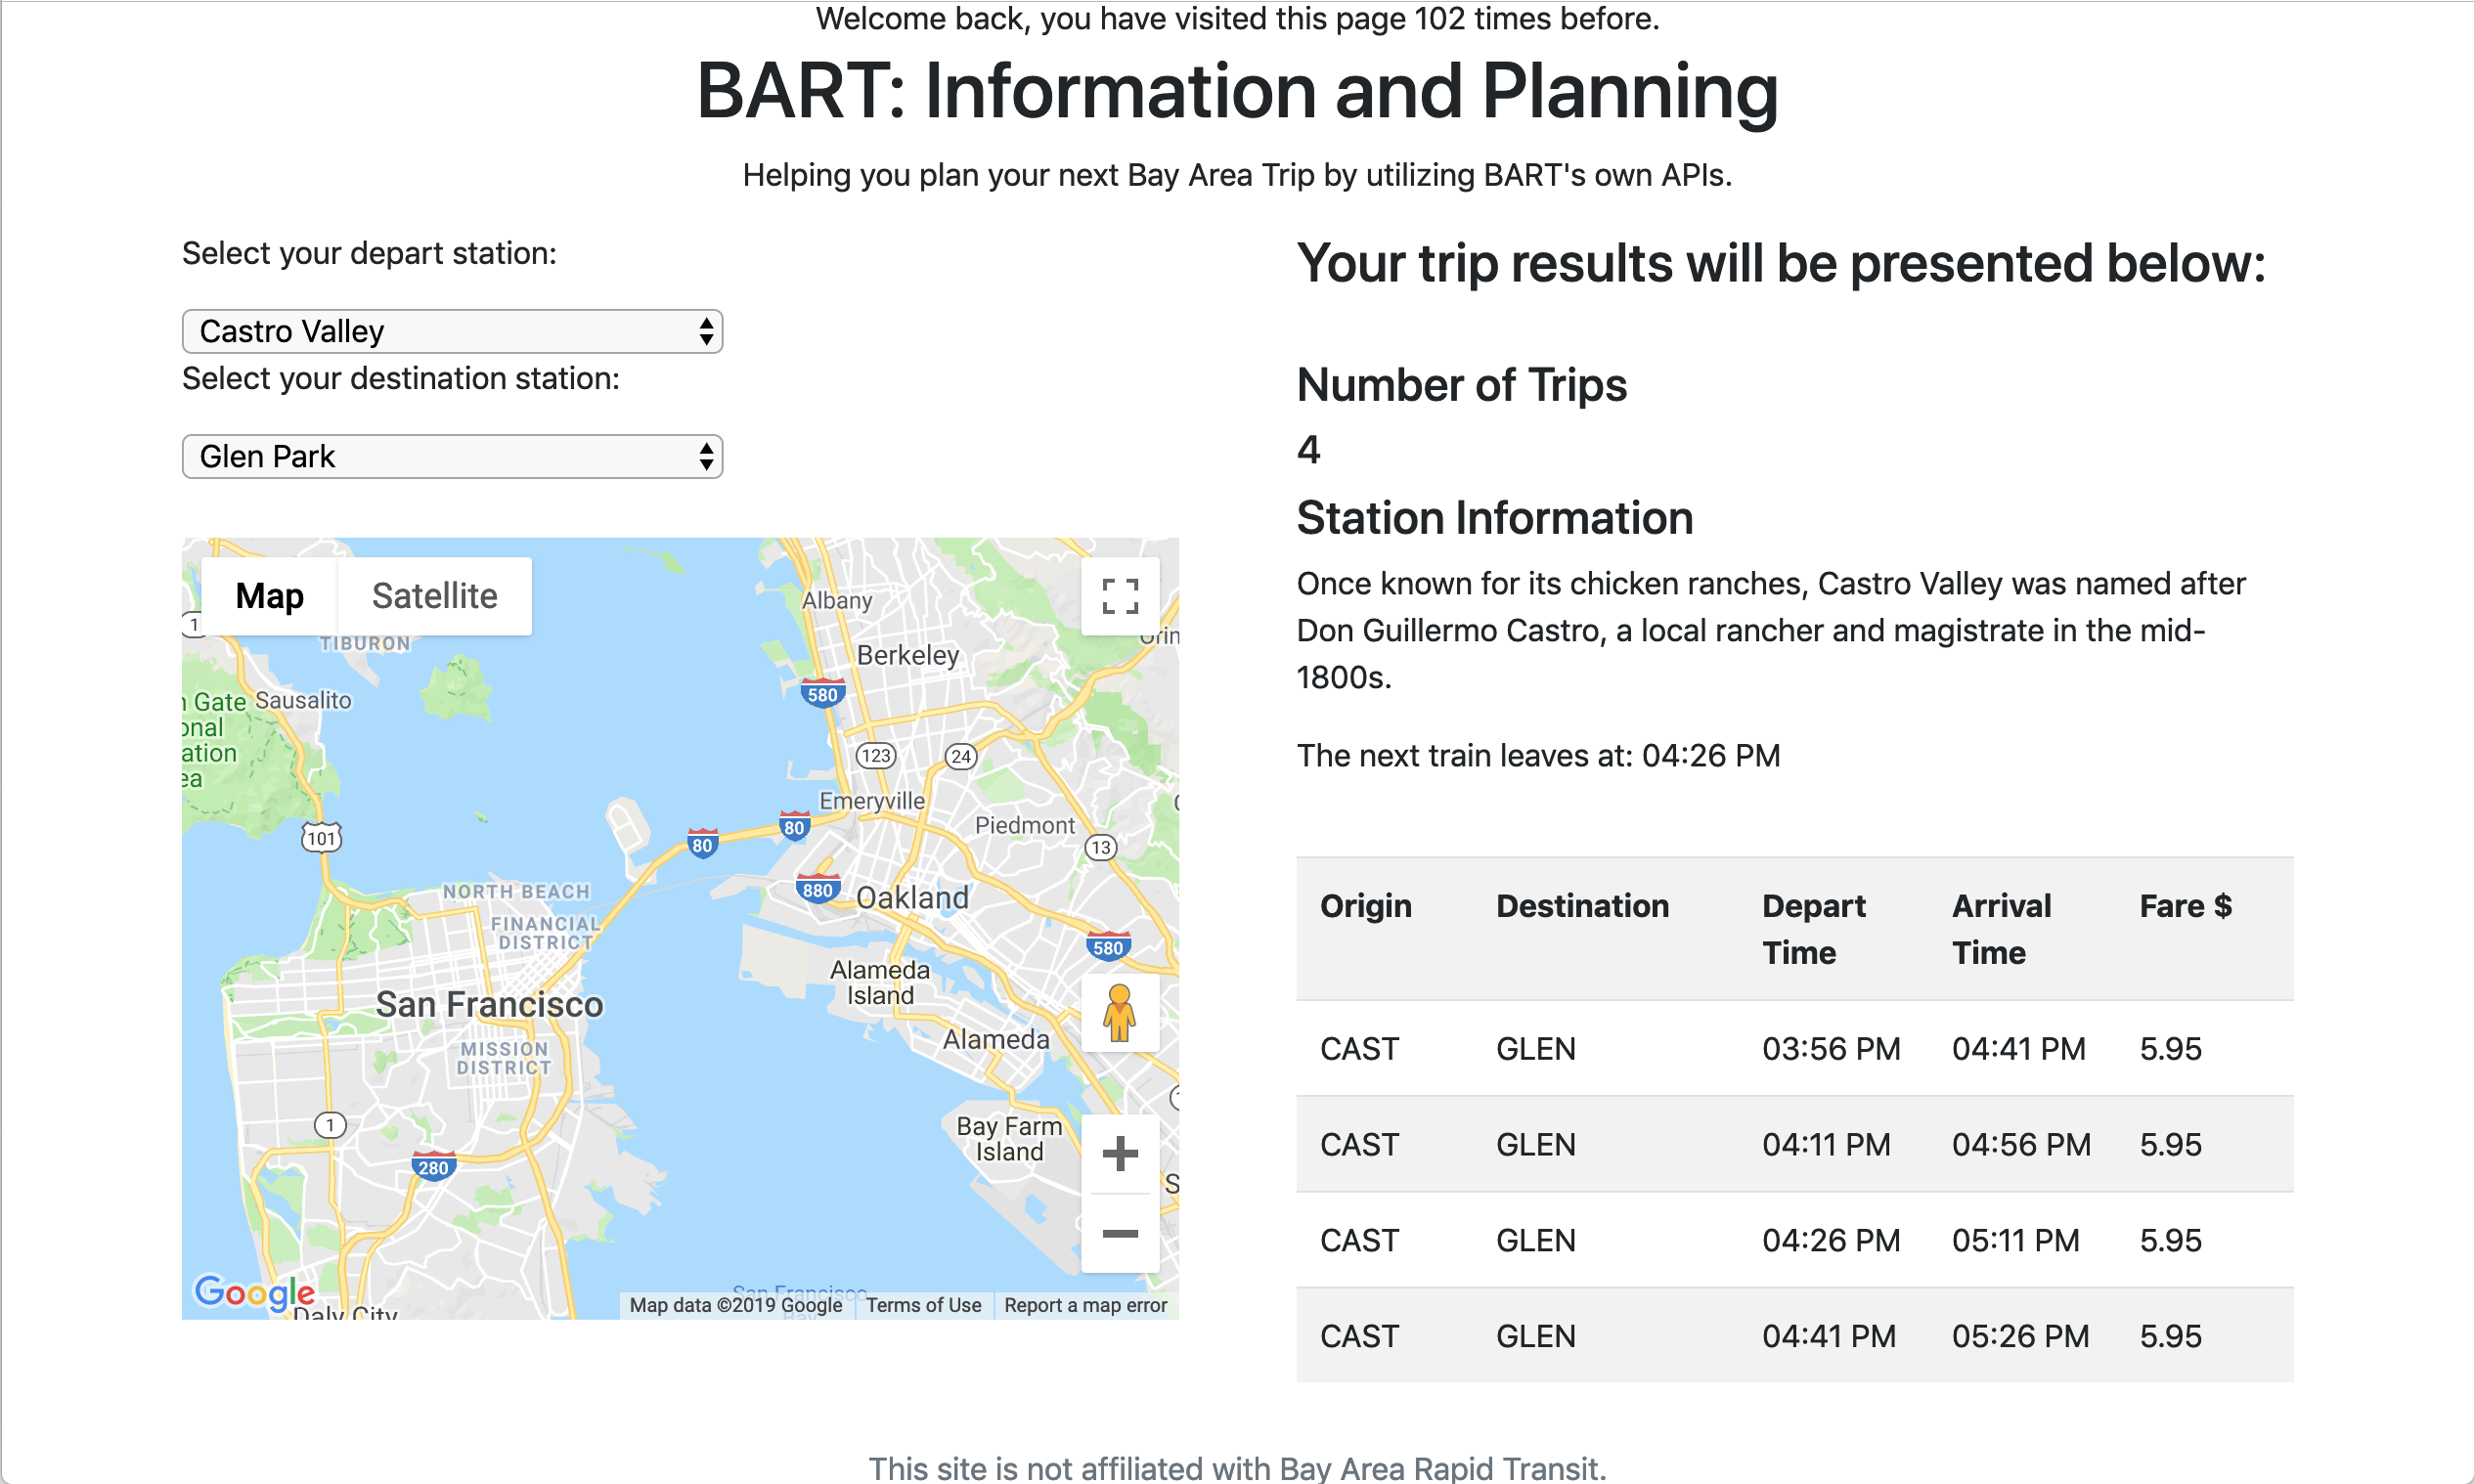 Welcome back, you have visited this page 102 times before.
BART: Information and Planning
Helping you plan your next Bay Area Trip by utilizing BART's own APIs.
Select your depart station:
Castro Valley
Select your destination station:
Glen Park
Map
Satellite
TIBURON
Albany
Berkeley
Sausalito
580
123
24
Emeryville
Piedmont
13
101
80
80
880
Oakland
580
NORTH BEACH
FINANCIAL
DISTRICT
Alameda
Island
San Francisco
Alameda
MISSION
DISTRICT
1
280
Bay Farm
Island
Google
Daly City
San Francisco
Bay
Map data ©2019 Google
Terms of Use
Report a map error
Your trip results will be presented below:
Number of Trips
4
Station Information
Once known for its chicken ranches, Castro Valley was named after
Don Guillermo Castro, a local rancher and magistrate in the mid-
1800s.
The next train leaves at: 04:26 PM
Origin Destination Depart Time Arrival Time Fare $
CAST GLEN 03:56 PM 04:41 PM 5.95
CAST GLEN 04:11 PM 04:56 PM 5.95
CAST GLEN 04:26 PM 05:11 PM 5.95
CAST GLEN 04:41 PM 05:26 PM 5.95
This site is not affiliated with Bay Area Rapid Transit.